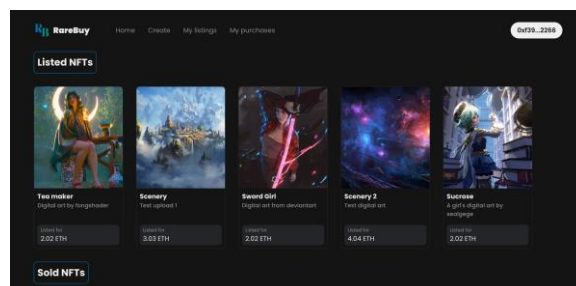 RB RareBuy Home Create My listings My purchases 0xf39...2266
Listed NFTs
Tea maker
Digital art by fongshader
Listed for
2.02 ETH
Scenery
Test upload 1
Listed for
3.03 ETH
Sword Girl
Digital art from deviantart
Listed for
2.02 ETH
Scenery 2
Test digital art
Listed for
4.04 ETH
Sucrose
A girl's digital art by
sealgege
Listed for
2.02 ETH
Sold NFTs